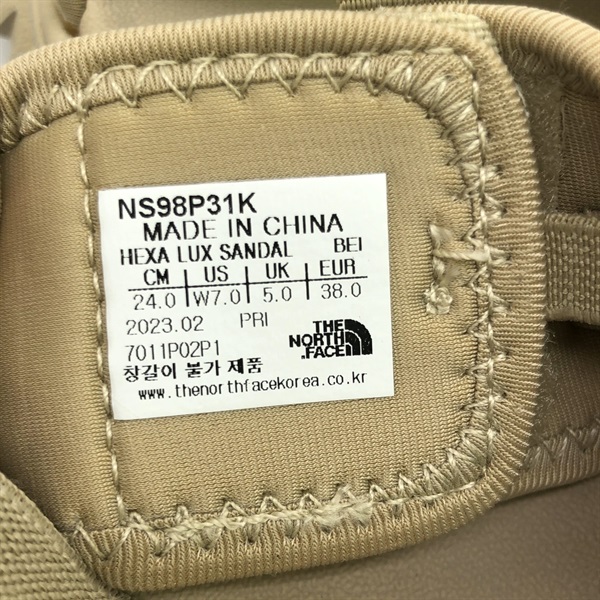 NS98P31K
MADE IN CHINA
HEXA LUX SANDAL BEI
CM US UK EUR
24.0 W7.0 5.0 38.0
2023.02 PRI
7011P02P1
THE
NORTH
FACE
창갈이 불가 제품
www.thenorthfacekorea.co.kr